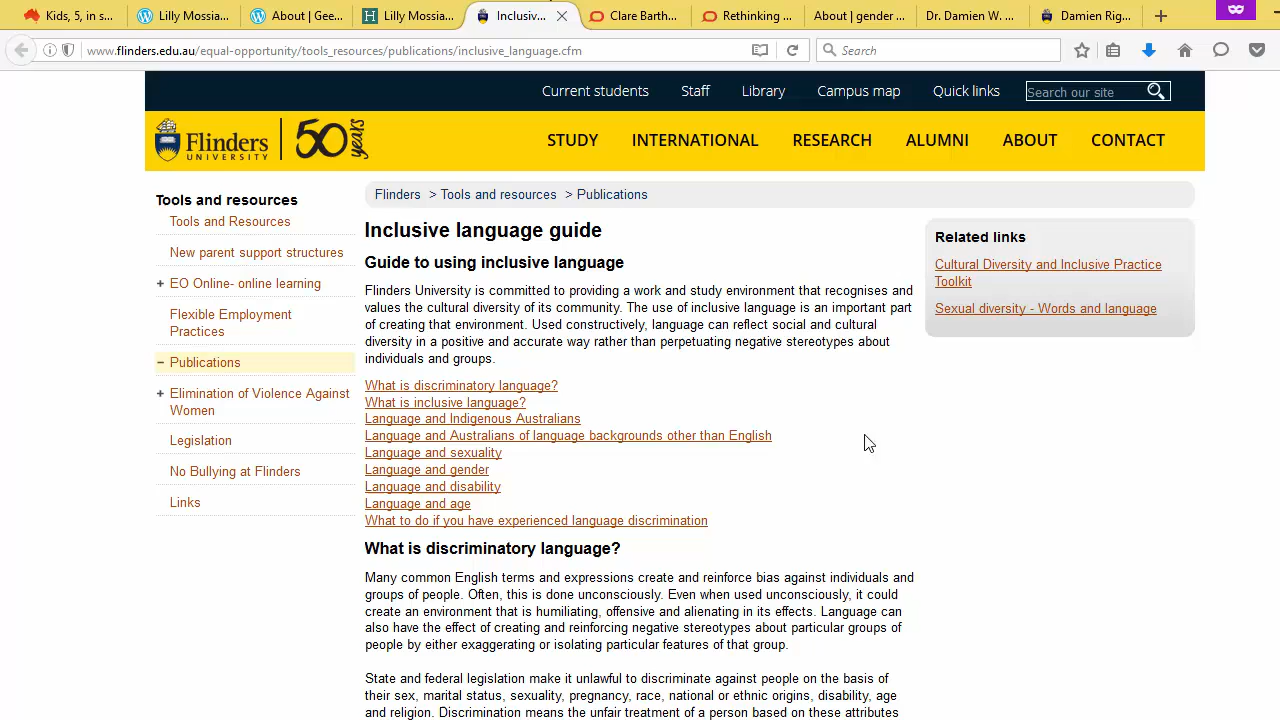 Kids, 5, in s...
Lilly Mossia...
About | Gee...
Lilly Mossia...
Inclusiv...
Clare Barth...
Rethinking ...
About | gender ...
Dr. Damien W. ...
Damien Rig...
www.flinders.edu.au/equal-opportunity/tools_resources/publications/inclusive_language.cfm
Search
Current students
Staff
Library
Campus map
Quick links
Search our site
Flinders
UNIVERSITY
50
years
STUDY
INTERNATIONAL
RESEARCH
ALUMNI
ABOUT
CONTACT
Tools and resources
Tools and Resources
New parent support structures
+ EO Online- online learning
Flexible Employment
Practices
− Publications
+ Elimination of Violence Against
Women
Legislation
No Bullying at Flinders
Links
Flinders > Tools and resources > Publications
Inclusive language guide
Guide to using inclusive language
Flinders University is committed to providing a work and study environment that recognises and
values the cultural diversity of its community. The use of inclusive language is an important part
of creating that environment. Used constructively, language can reflect social and cultural
diversity in a positive and accurate way rather than perpetuating negative stereotypes about
individuals and groups.
What is discriminatory language?
What is inclusive language?
Language and Indigenous Australians
Language and Australians of language backgrounds other than English
Language and sexuality
Language and gender
Language and disability
Language and age
What to do if you have experienced language discrimination
What is discriminatory language?
Many common English terms and expressions create and reinforce bias against individuals and
groups of people. Often, this is done unconsciously. Even when used unconsciously, it could
create an environment that is humiliating, offensive and alienating in its effects. Language can
also have the effect of creating and reinforcing negative stereotypes about particular groups of
people by either exaggerating or isolating particular features of that group.
State and federal legislation make it unlawful to discriminate against people on the basis of
their sex, marital status, sexuality, pregnancy, race, national or ethnic origins, disability, age
and religion. Discrimination means the unfair treatment of a person based on these attributes
Related links
Cultural Diversity and Inclusive Practice
Toolkit
Sexual diversity - Words and language